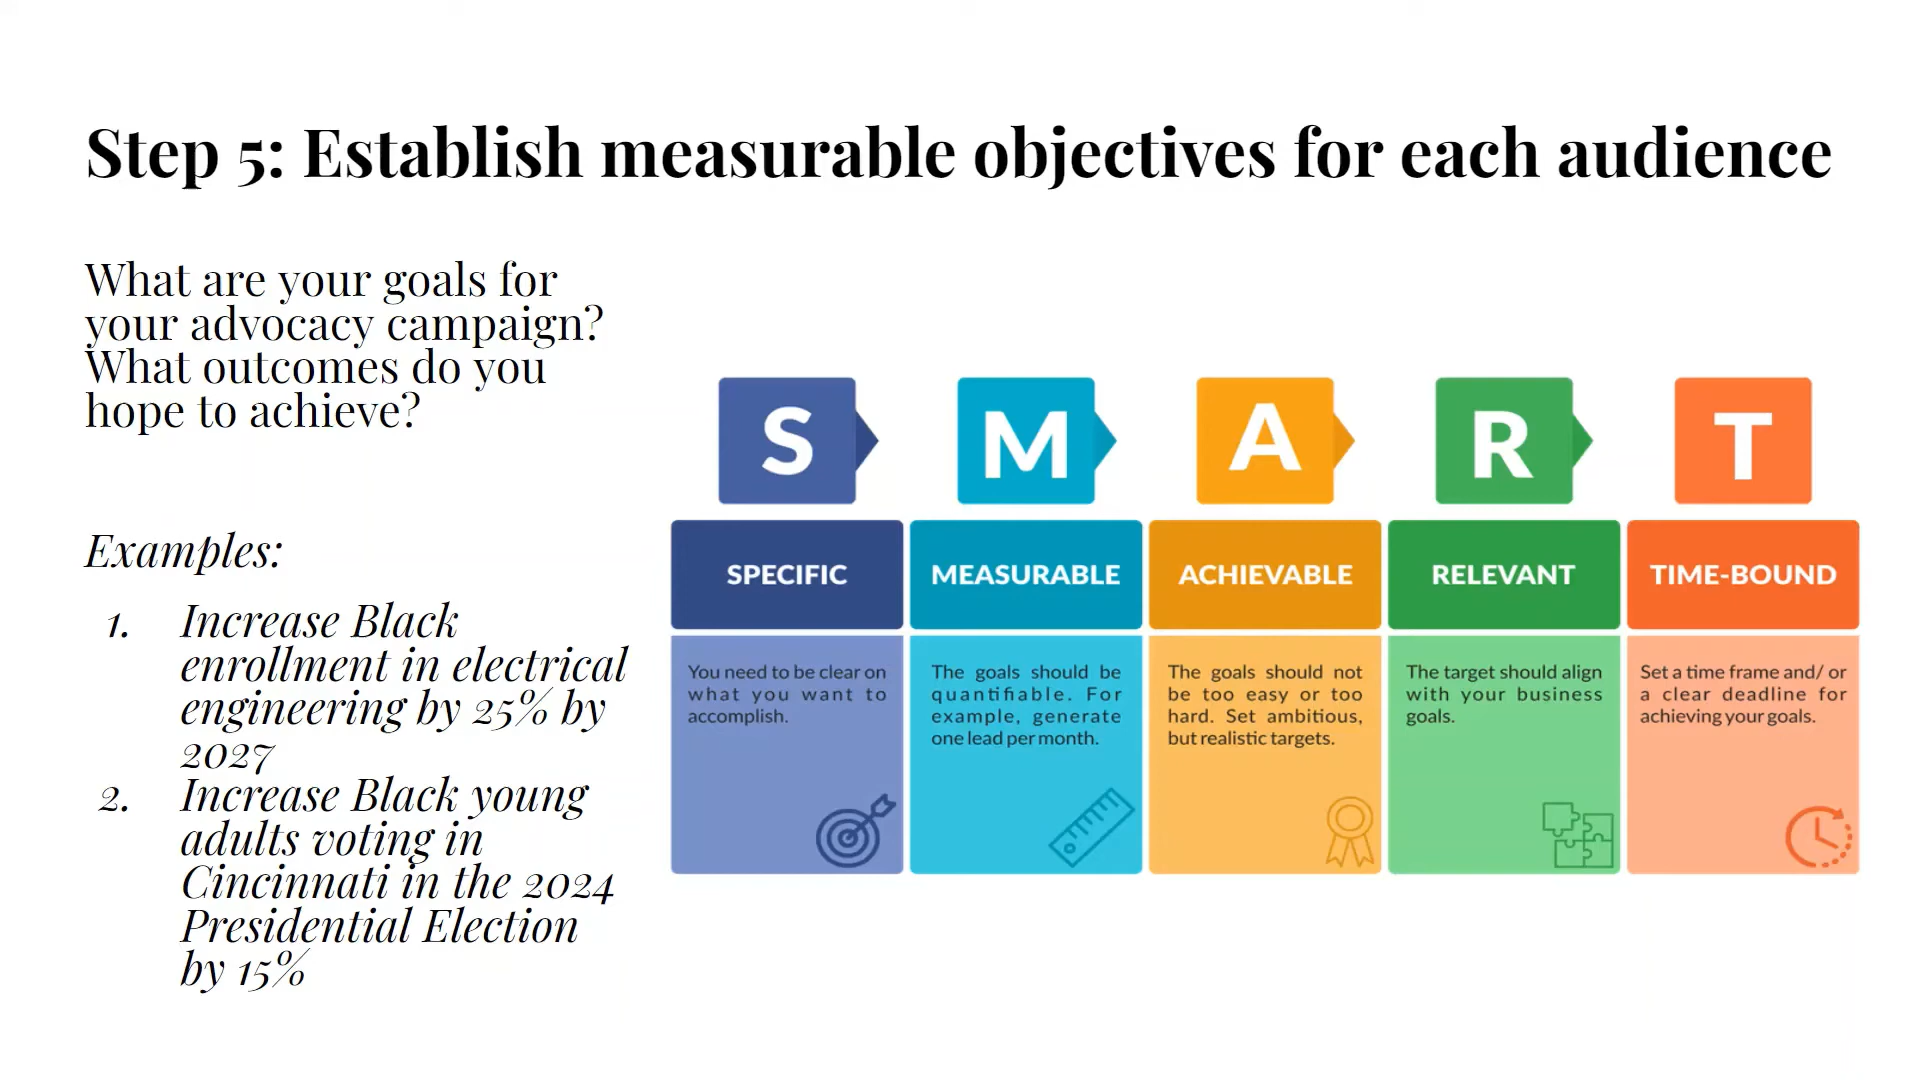 Step 5: Establish measurable objectives for each audience
What are your goals for
your advocacy campaign?
What outcomes do you
hope to achieve?
Examples:
1. Increase Black
enrollment in electrical
engineering by 25% by
2027
2. Increase Black young
adults voting in
Cincinnati in the 2024
Presidential Election
by 15%
S
M
A
R
T
SPECIFIC
MEASURABLE
ACHIEVABLE
RELEVANT
TIME-BOUND
You need to be clear on
what you want to
accomplish.
The goals should be
quantifiable. For
example, generate
one lead per month.
The goals should not
be too easy or too
hard. Set ambitious,
but realistic targets.
The target should align
with your business
goals.
Set a time frame and/ or
a clear deadline for
achieving your goals.